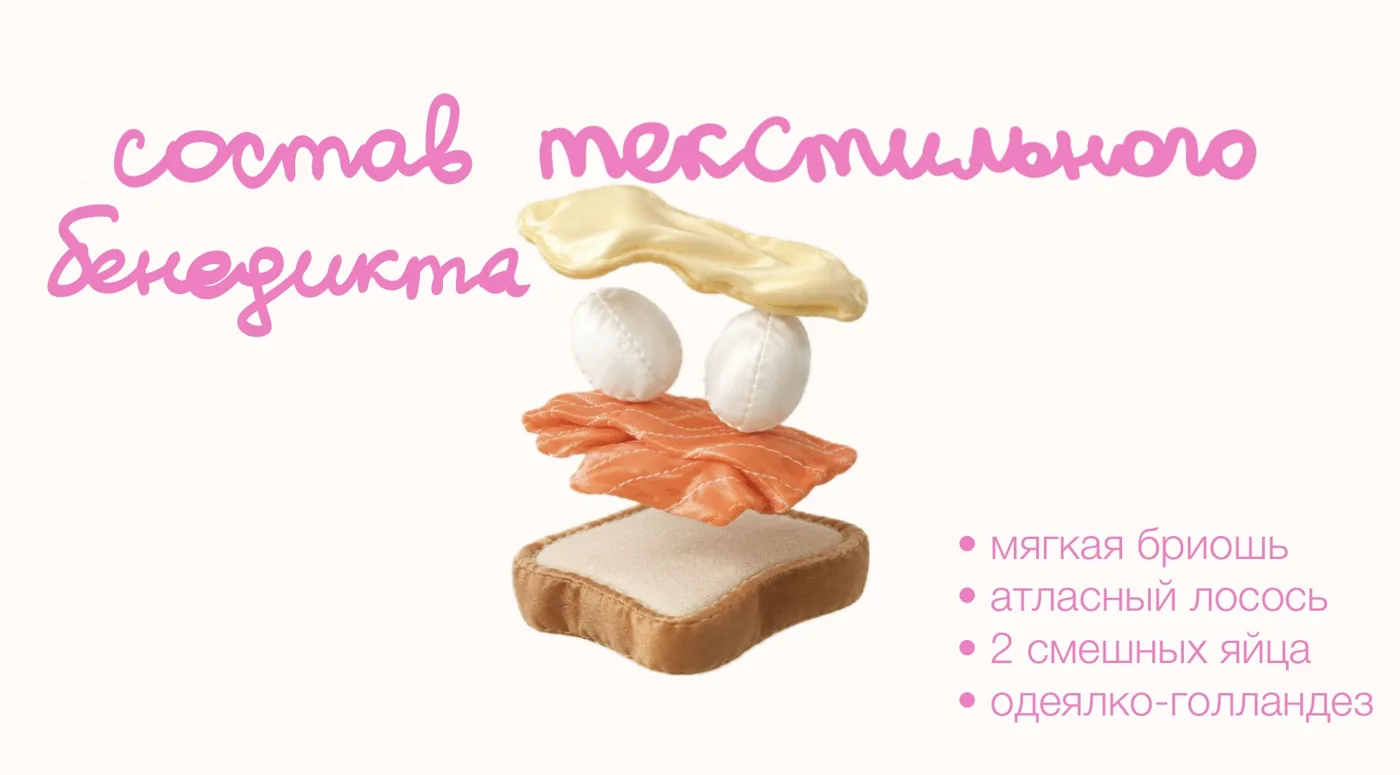 состав текстильного
бенедикта
• мягкая бриошь
• атласный лосось
• 2 смешных яйца
• одеялко-голландез